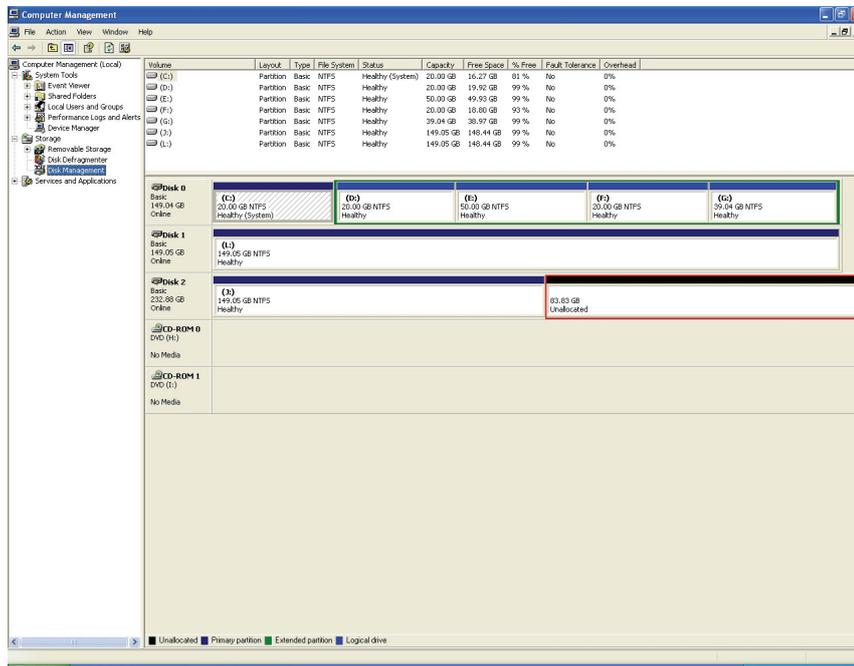 Computer Management
File Action View Window Help
Computer Management (Local)
System Tools
Event Viewer
Shared Folders
Local Users and Groups
Performance Logs and Alerts
Device Manager
Storage
Removable Storage
Disk Defragmenter
Disk Management
Services and Applications
Volume Layout Type File System Status Capacity Free Space % Free Fault Tolerance Overhead
(C:) Partition Basic NTFS Healthy (System) 20.00 GB 16.27 GB 81 % No 0%
(D:) Partition Basic NTFS Healthy 20.00 GB 19.92 GB 99 % No 0%
(E:) Partition Basic NTFS Healthy 50.00 GB 49.93 GB 99 % No 0%
(F:) Partition Basic NTFS Healthy 20.00 GB 18.80 GB 93 % No 0%
(G:) Partition Basic NTFS Healthy 39.04 GB 38.97 GB 99 % No 0%
(J:) Partition Basic NTFS Healthy 149.05 GB 148.44 GB 99 % No 0%
(L:) Partition Basic NTFS Healthy 149.05 GB 148.44 GB 99 % No 0%
Disk 0
Basic
149.04 GB
Online
(C:)
20.00 GB NTFS
Healthy (System)
(D:)
20.00 GB NTFS
Healthy
(E:)
50.00 GB NTFS
Healthy
(F:)
20.00 GB NTFS
Healthy
(G:)
39.04 GB NTFS
Healthy
Disk 1
Basic
149.05 GB
Online
(L:)
149.05 GB NTFS
Healthy
Disk 2
Basic
232.88 GB
Online
(J:)
149.05 GB NTFS
Healthy
83.83 GB
Unallocated
CD-ROM 0
DVD (H:)
No Media
CD-ROM 1
DVD (I:)
No Media
Unallocated Primary partition Extended partition Logical drive